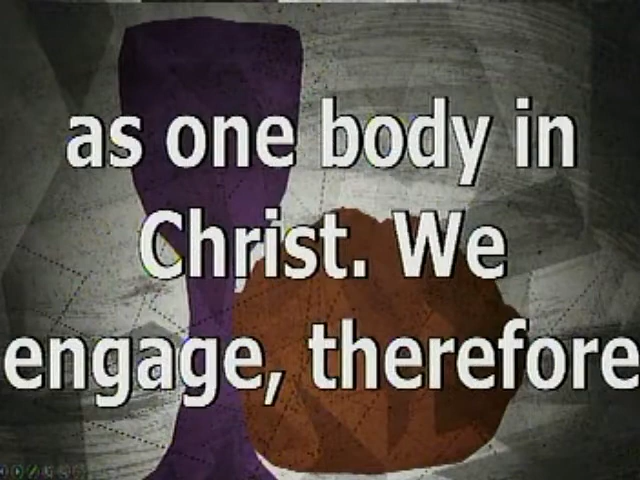 as one body in
Christ. We
engage, therefore